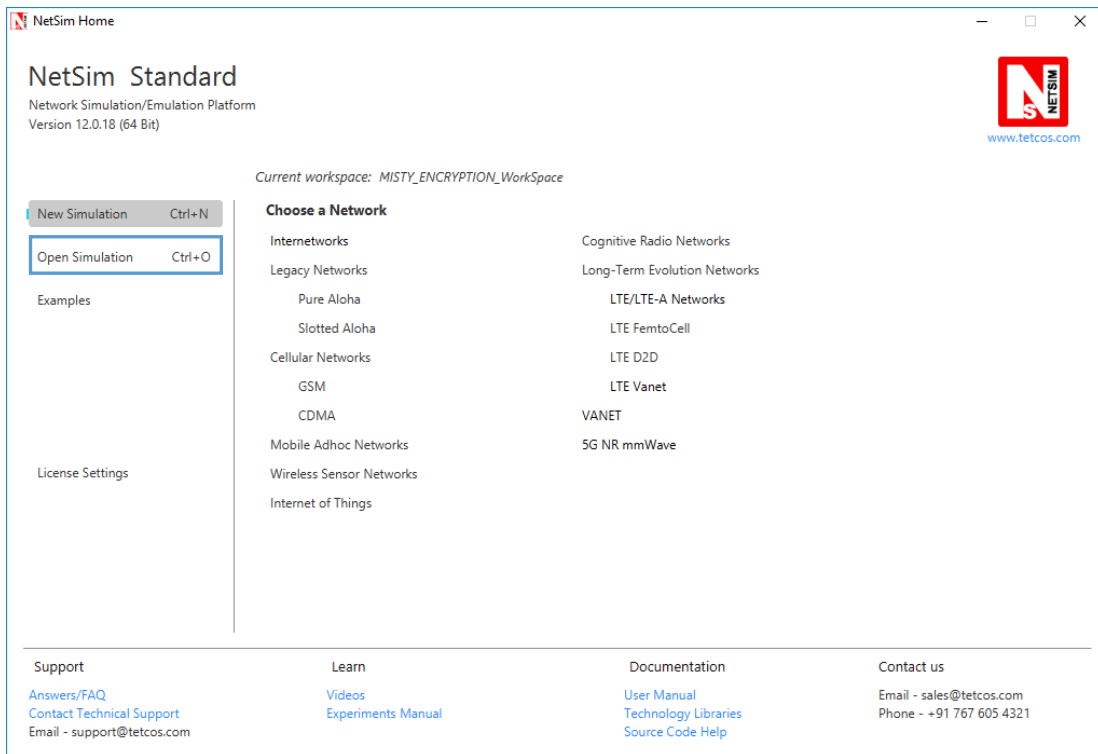 NetSim Home
NetSim Standard
Network Simulation/Emulation Platform
Version 12.0.18 (64 Bit)
NS NETSIM
www.tetcos.com
Current workspace: MISTY_ENCRYPTION_WorkSpace
New Simulation Ctrl+N
Open Simulation Ctrl+O
Examples
License Settings
Choose a Network
Internetworks
Legacy Networks
Pure Aloha
Slotted Aloha
Cellular Networks
GSM
CDMA
Mobile Adhoc Networks
Wireless Sensor Networks
Internet of Things
Cognitive Radio Networks
Long-Term Evolution Networks
LTE/LTE-A Networks
LTE FemtoCell
LTE D2D
LTE Vanet
VANET
5G NR mmWave
Support
Answers/FAQ
Contact Technical Support
Email - support@tetcos.com
Learn
Videos
Experiments Manual
Documentation
User Manual
Technology Libraries
Source Code Help
Contact us
Email - sales@tetcos.com
Phone - +91 767 605 4321